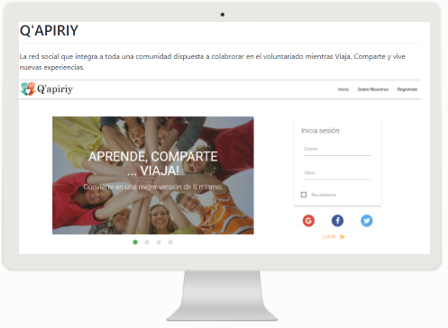 Q'APIRIY
La red social que integra a toda una comunidad dispuesta a colabrorar en el voluntariado mientras Viaja, Comparte y vive
nuevas experiencias.
Q'apiriy
Inicio Sobre Nosotros Registrate
APRENDE, COMPARTE
... VIAJA!
Convierte en una mejor versión de ti mismo.
Inicia sesión
Correo
Clave
Recuérdame
LOGIN